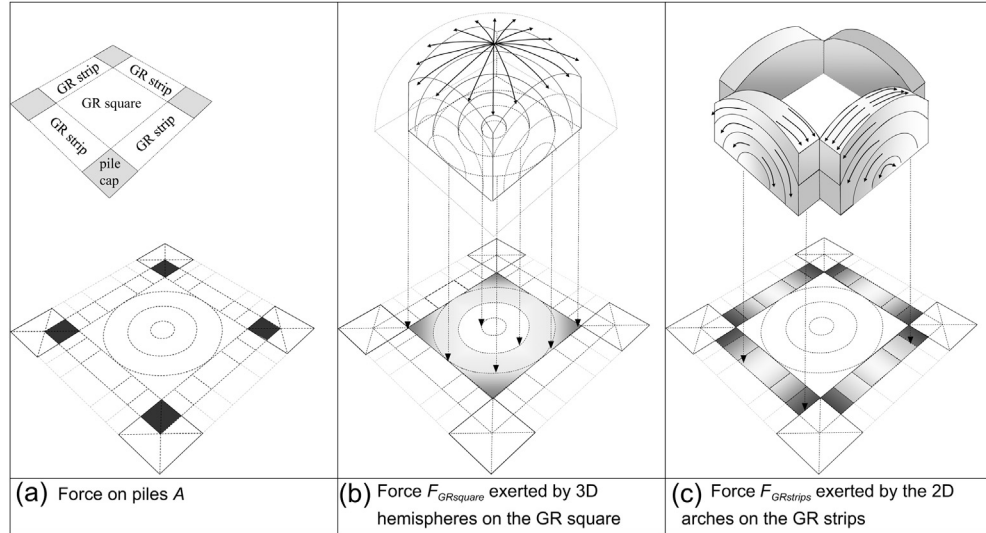 GR strip
GR strip
GR square
GR strip
GR strip
pile
cap
(a) Force on piles A
(b) Force FGRsquare exerted by 3D
hemispheres on the GR square
(c) Force FGRstrips exerted by the 2D
arches on the GR strips